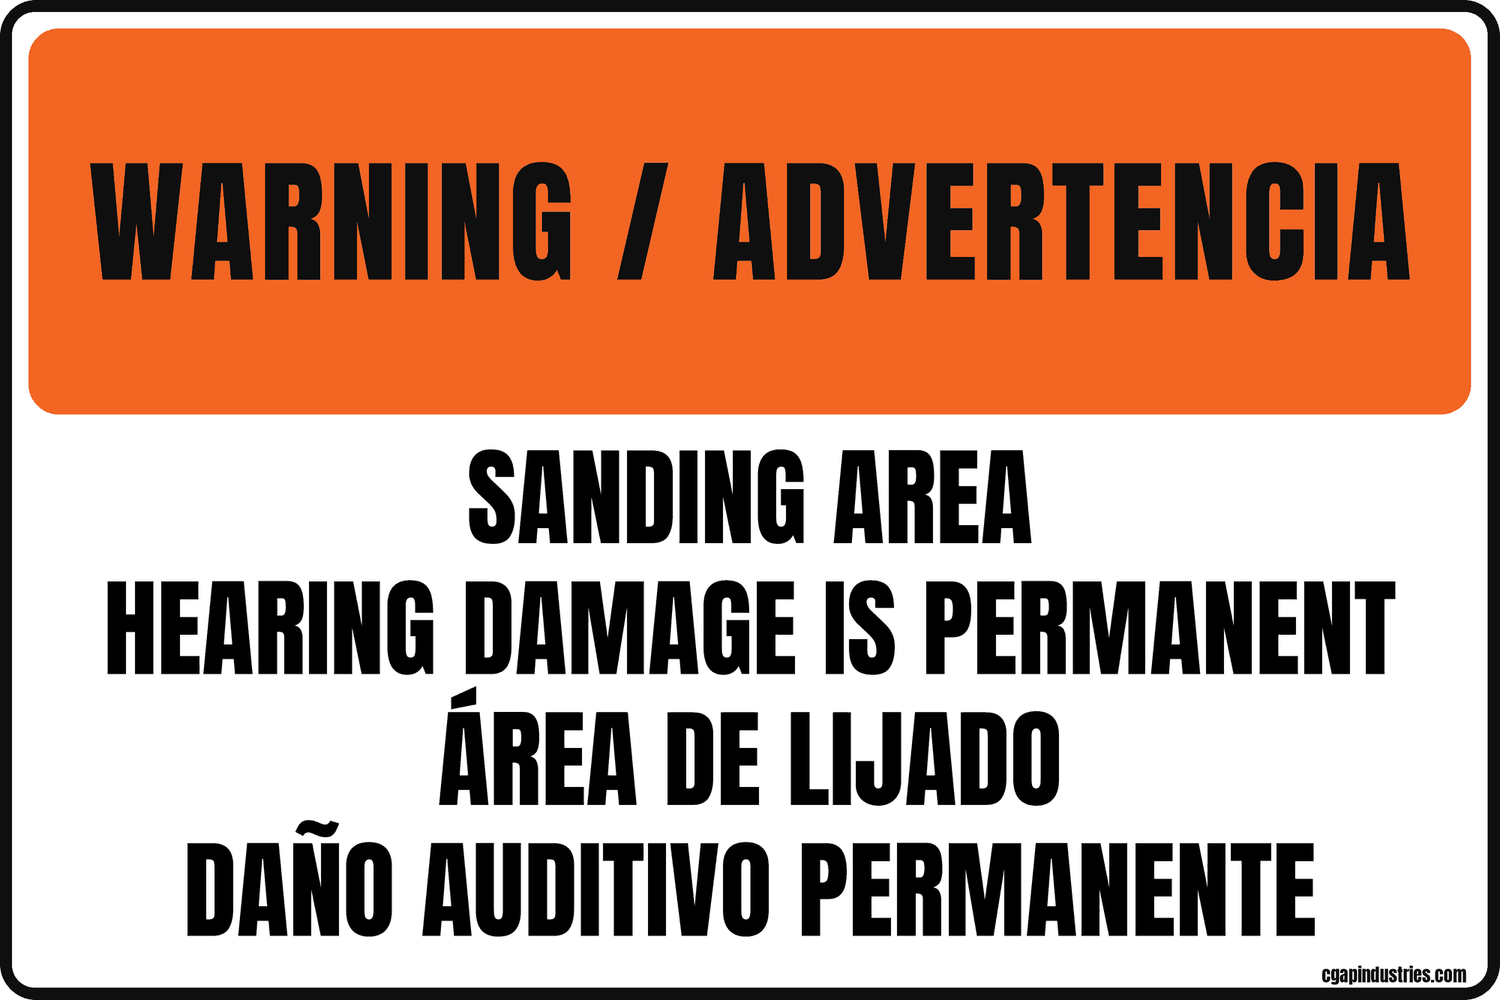 WARNING / ADVERTENCIA
SANDING AREA
HEARING DAMAGE IS PERMANENT
ÁREA DE LIJADO
DAÑO AUDITIVO PERMANENTE
cgapindustries.com